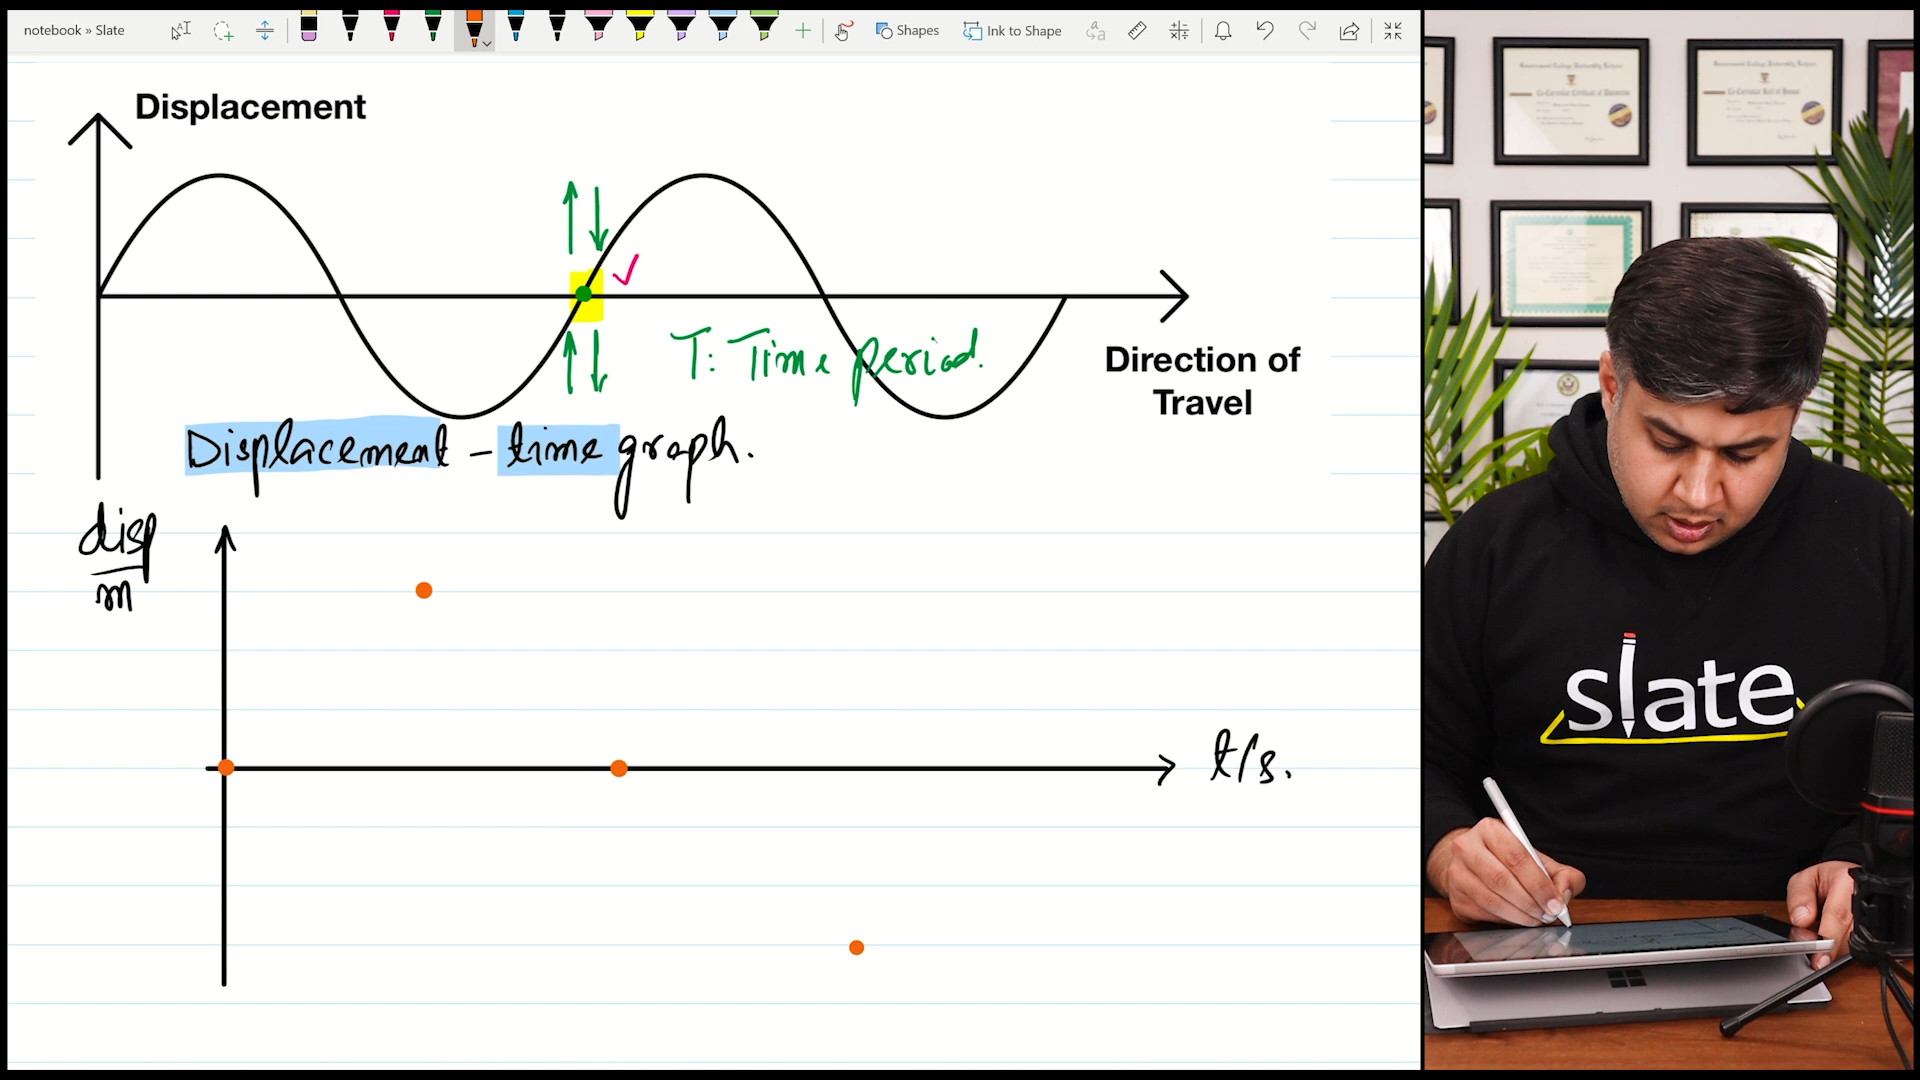 notebook » Slate
Shapes
Ink to Shape
Displacement
T: Time period.
Direction of
Travel
Displacement - time graph.
disp
m
t/s.
slate